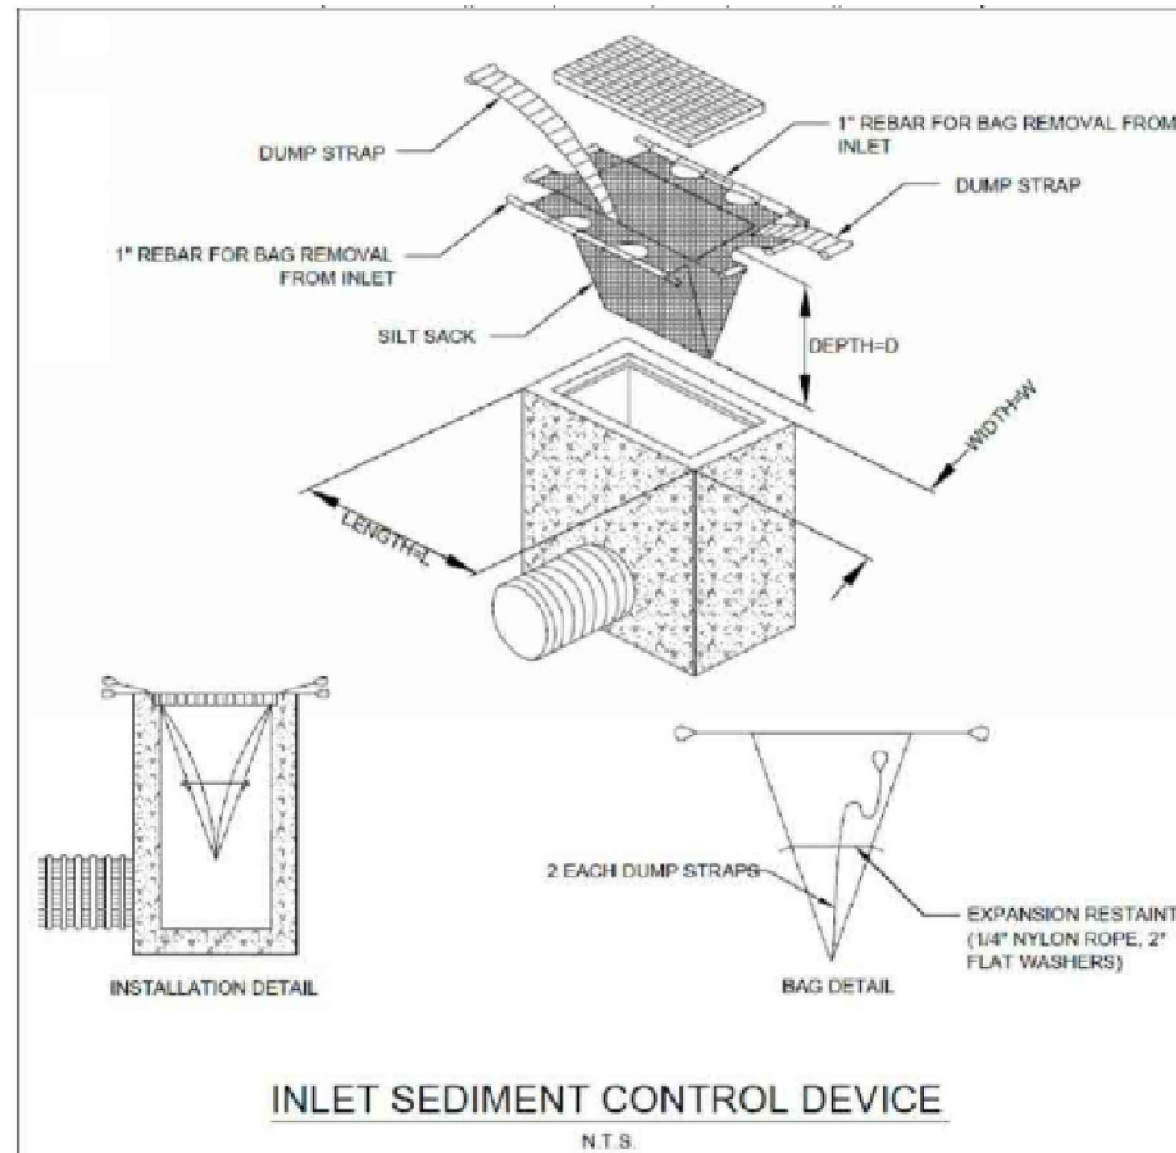 1" REBAR FOR BAG REMOVAL FROM
INLET
DUMP STRAP
DUMP STRAP
1" REBAR FOR BAG REMOVAL
FROM INLET
SILT SACK
DEPTH=D
WIDTH=W
LENGTH=L
2 EACH DUMP STRAPS
EXPANSION RESTAINT
(1/4" NYLON ROPE, 2"
FLAT WASHERS)
INSTALLATION DETAIL
BAG DETAIL
INLET SEDIMENT CONTROL DEVICE
N.T.S.